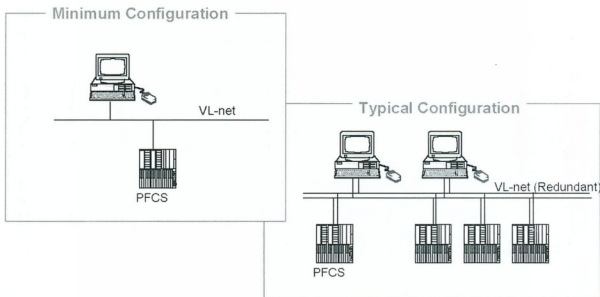 Minimum Configuration
VL-net
PFCS
Typical Configuration
VL-net (Redundant)
PFCS